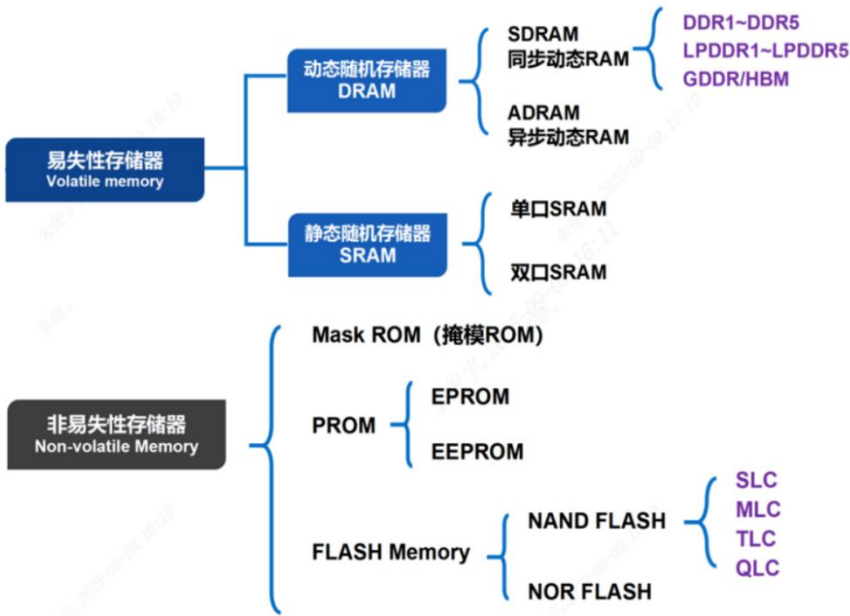 易失性存储器
Volatile memory
动态随机存储器
DRAM
SDRAM
同步动态RAM
DDR1~DDR5
LPDDR1~LPDDR5
GDDR/HBM
ADRAM
异步动态RAM
静态随机存储器
SRAM
单口SRAM
双口SRAM
非易失性存储器
Non-volatile Memory
Mask ROM（掩模ROM）
PROM
EPROM
EEPROM
FLASH Memory
NAND FLASH
SLC
MLC
TLC
QLC
NOR FLASH